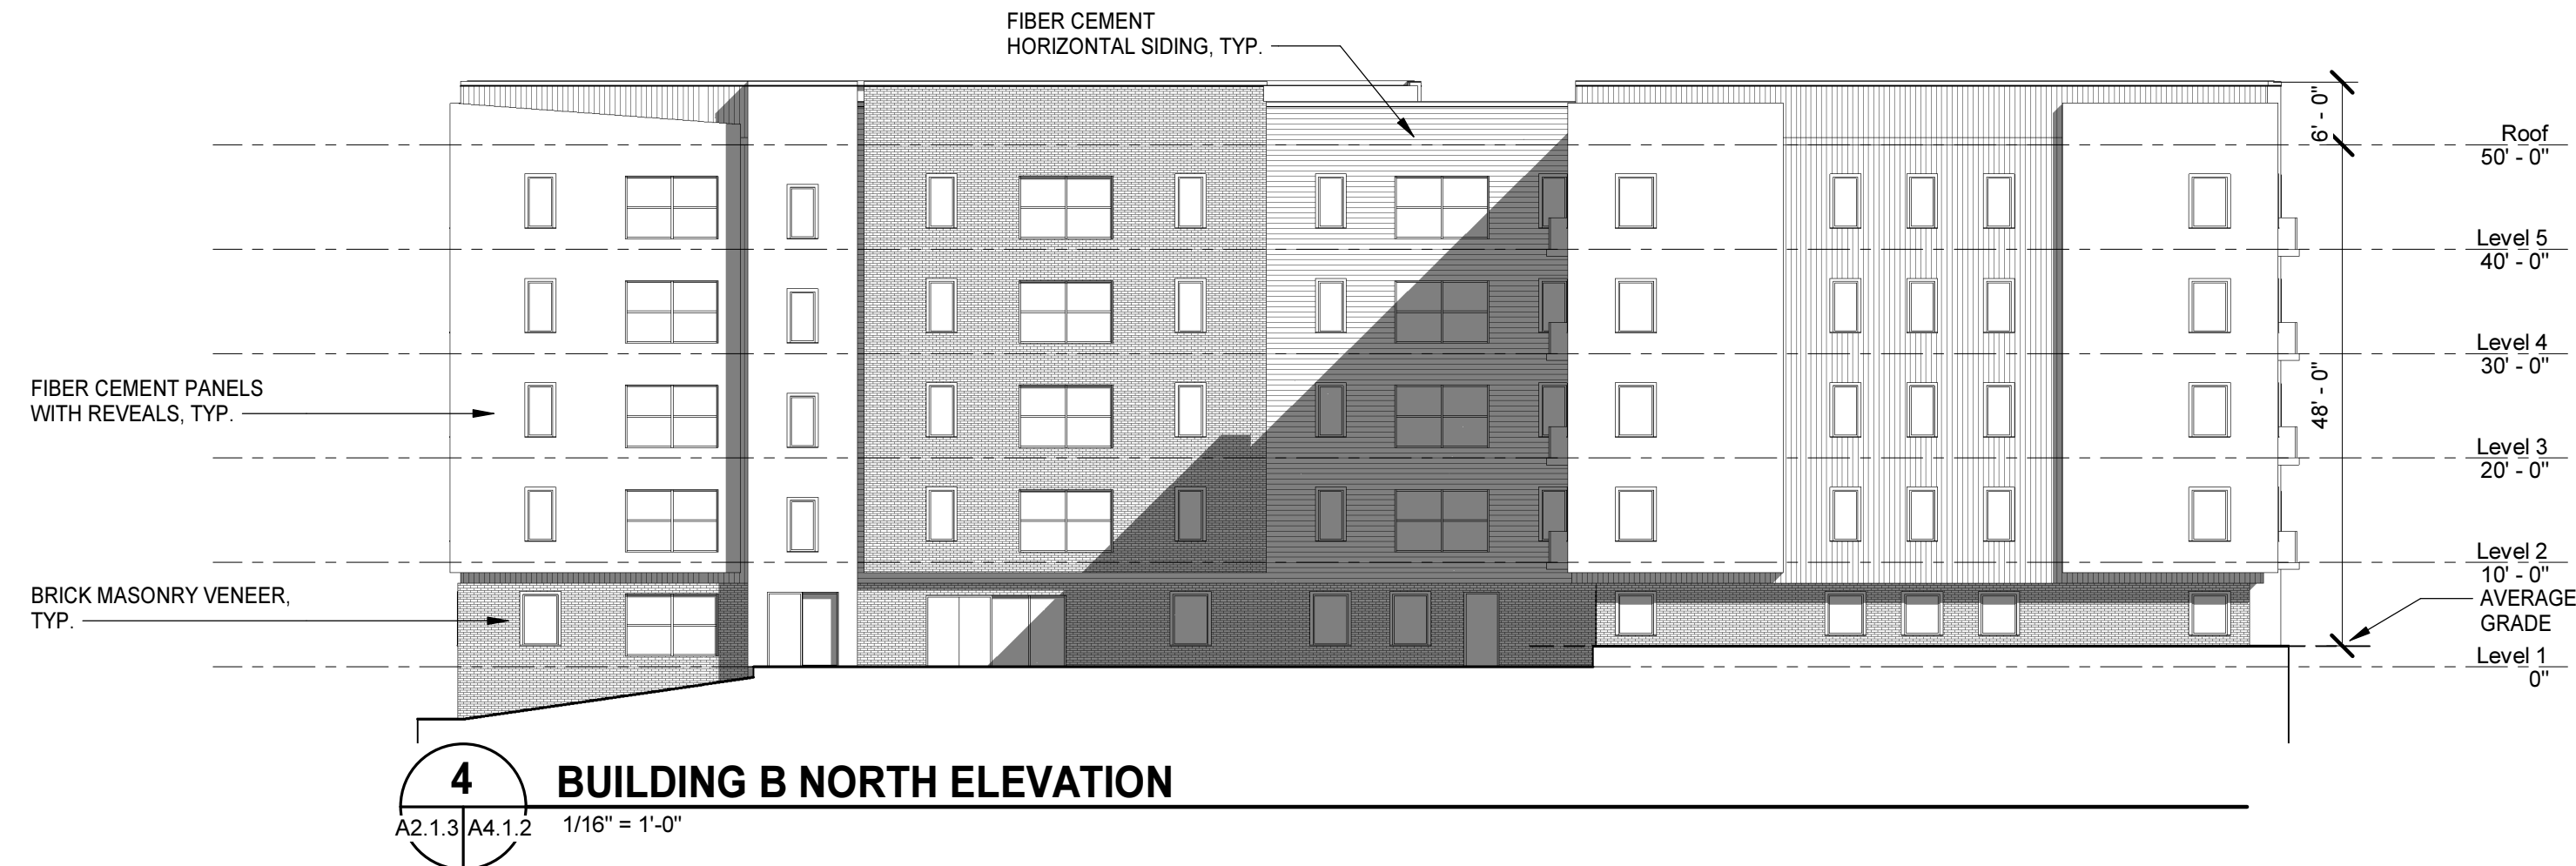 FIBER CEMENT
HORIZONTAL SIDING, TYP.
6' - 0"
Roof
50' - 0"
Level 5
40' - 0"
Level 4
30' - 0"
FIBER CEMENT PANELS
WITH REVEALS, TYP.
48' - 0"
Level 3
20' - 0"
Level 2
10' - 0"
BRICK MASONRY VENEER,
TYP.
AVERAGE
GRADE
Level 1
0"
4
BUILDING B NORTH ELEVATION
A2.1.3 A4.1.2
1/16" = 1'-0"